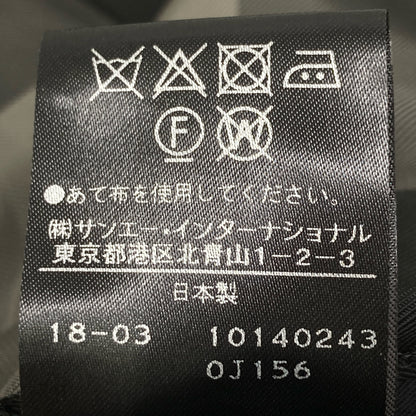 F W
●あて布を使用してください。
㈱サンエー・インターナショナル
東京都港区北青山1-2-3
日本製
18-03 10140243
0J156